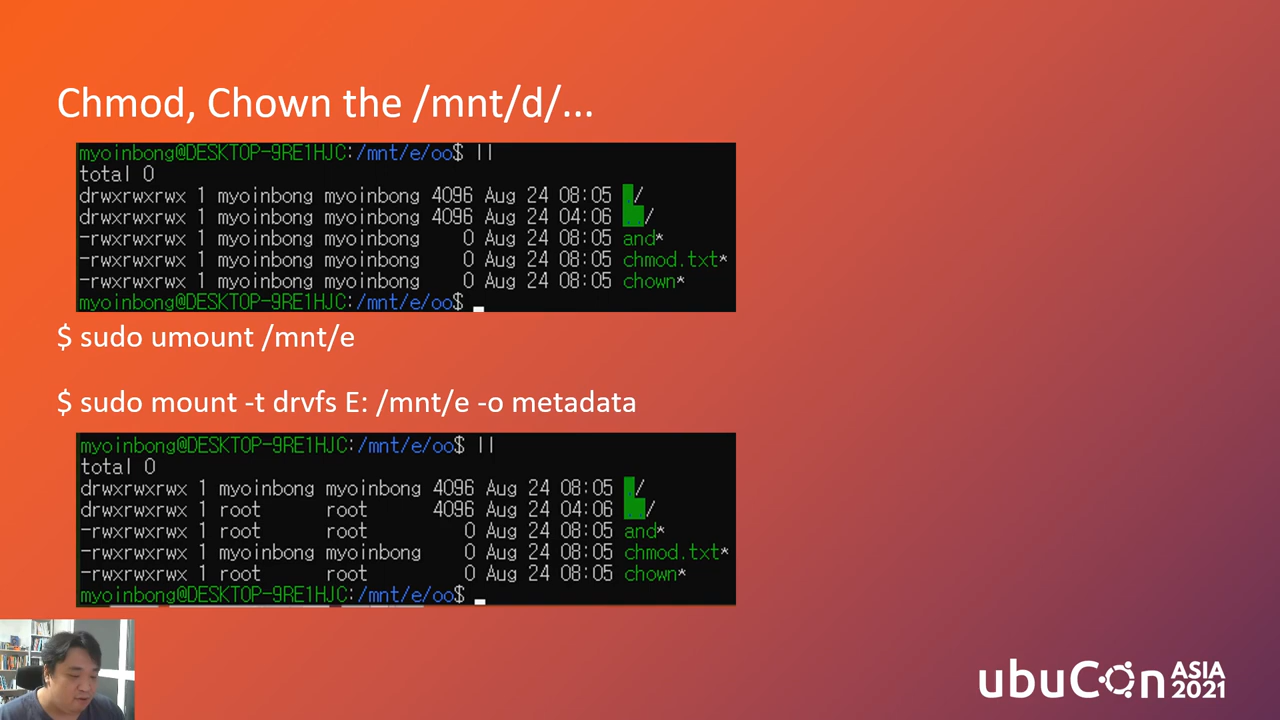 Chmod, Chown the /mnt/d/...
myoinbong@DESKTOP-9RE1HJC:/mnt/e/oo$ ll
total 0
drwxrwxrwx 1 myoinbong myoinbong 4096 Aug 24 08:05 ./
drwxrwxrwx 1 myoinbong myoinbong 4096 Aug 24 04:06 ../
-rwxrwxrwx 1 myoinbong myoinbong 0 Aug 24 08:05 and*
-rwxrwxrwx 1 myoinbong myoinbong 0 Aug 24 08:05 chmod.txt*
-rwxrwxrwx 1 myoinbong myoinbong 0 Aug 24 08:05 chown*
myoinbong@DESKTOP-9RE1HJC:/mnt/e/oo$
$ sudo umount /mnt/e
$ sudo mount -t drvfs E: /mnt/e -o metadata
myoinbong@DESKTOP-9RE1HJC:/mnt/e/oo$ ll
total 0
drwxrwxrwx 1 myoinbong myoinbong 4096 Aug 24 08:05 ./
drwxrwxrwx 1 root root 4096 Aug 24 04:06 ../
-rwxrwxrwx 1 root root 0 Aug 24 08:05 and*
-rwxrwxrwx 1 myoinbong myoinbong 0 Aug 24 08:05 chmod.txt*
-rwxrwxrwx 1 root root 0 Aug 24 08:05 chown*
myoinbong@DESKTOP-9RE1HJC:/mnt/e/oo$
ubuCon ASIA 2021